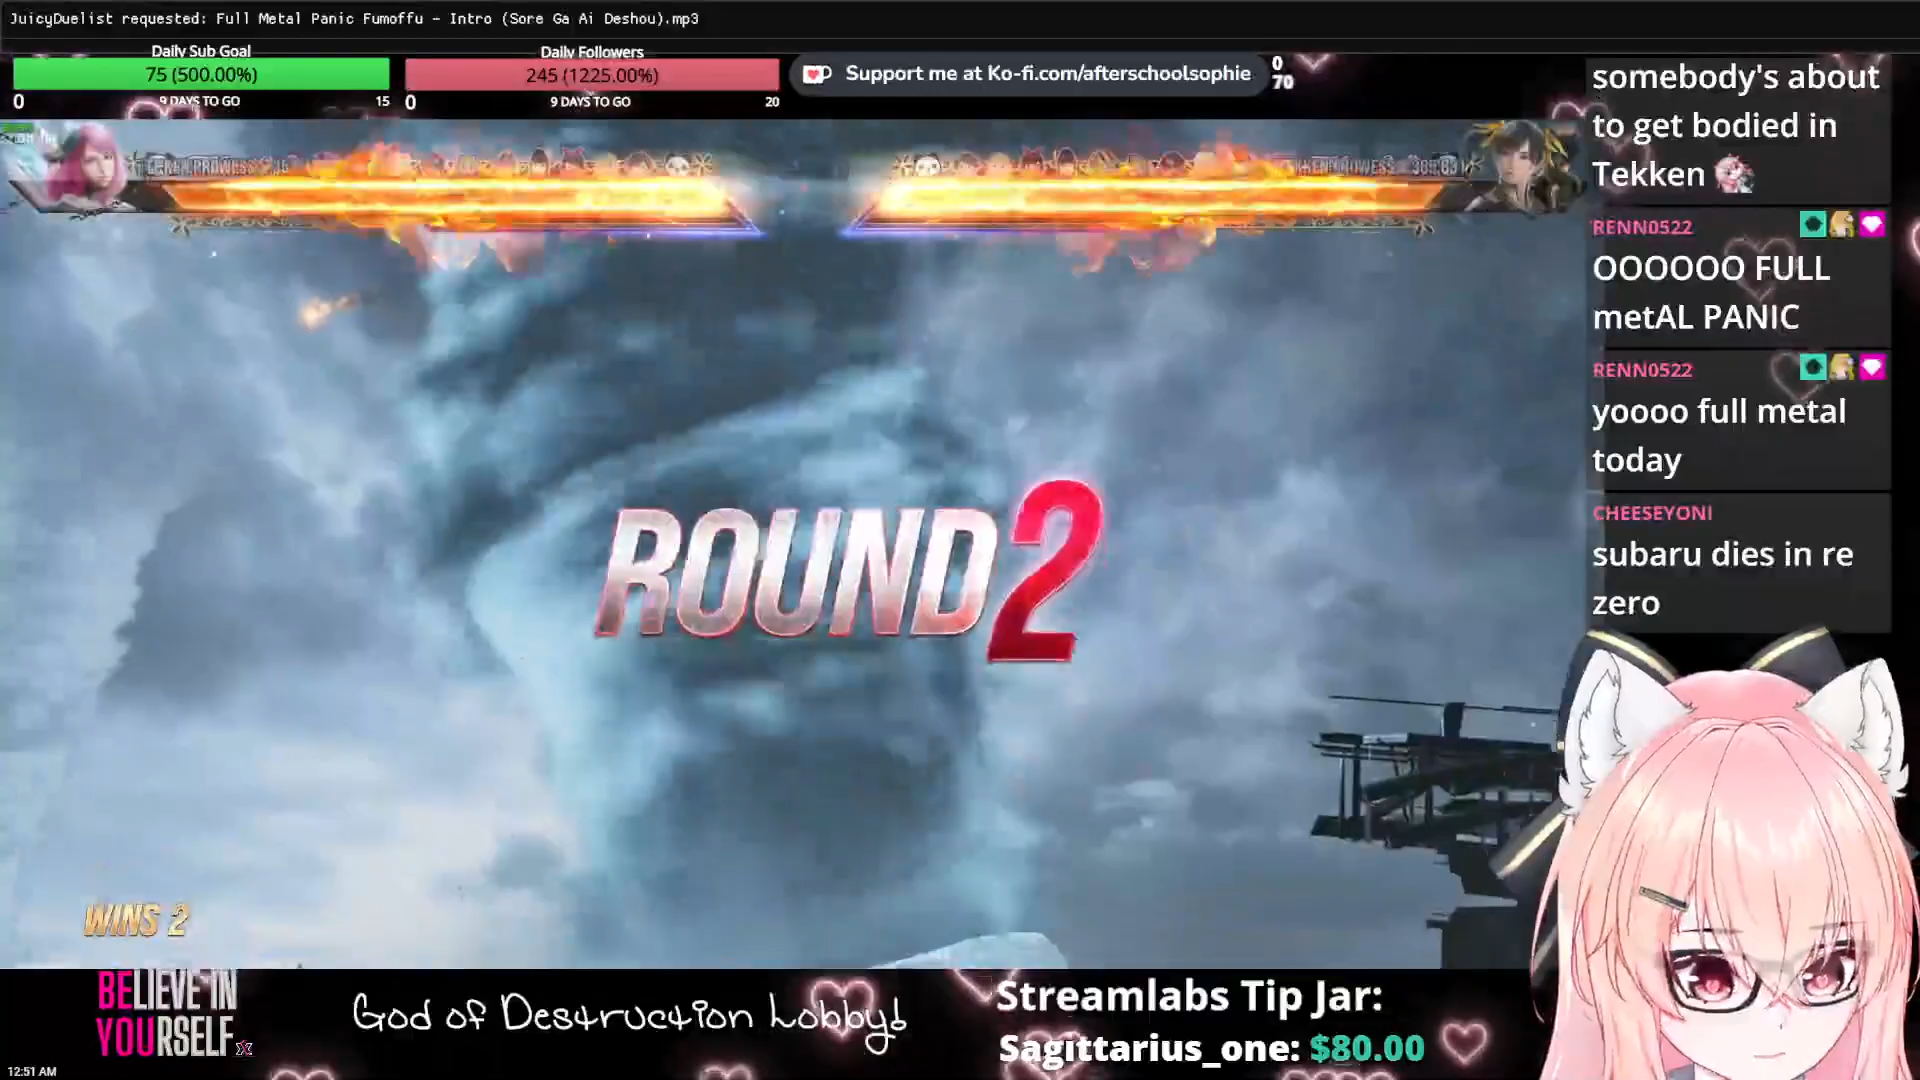 JuicyDuelist requested: Full Metal Panic Fumoffu - Intro (Sore Ga Ai Deshou).mp3
Daily Sub Goal
75 (500.00%)
0 9 DAYS TO GO 15
Daily Followers
245 (1225.00%)
0 9 DAYS TO GO 20
Support me at Ko-fi.com/afterschoolsophie
0
70
somebody's about
to get bodied in
Tekken
RENN0522
OOOOOO FULL
metAL PANIC
RENN0522
yoooo full metal
today
CHEESEYONI
subaru dies in re
zero
ROUND 2
WINS 2
BELIEVE IN
YOURSELF
God of Destruction Lobby!
Streamlabs Tip Jar:
Sagittarius_one: $80.00
12:51 AM